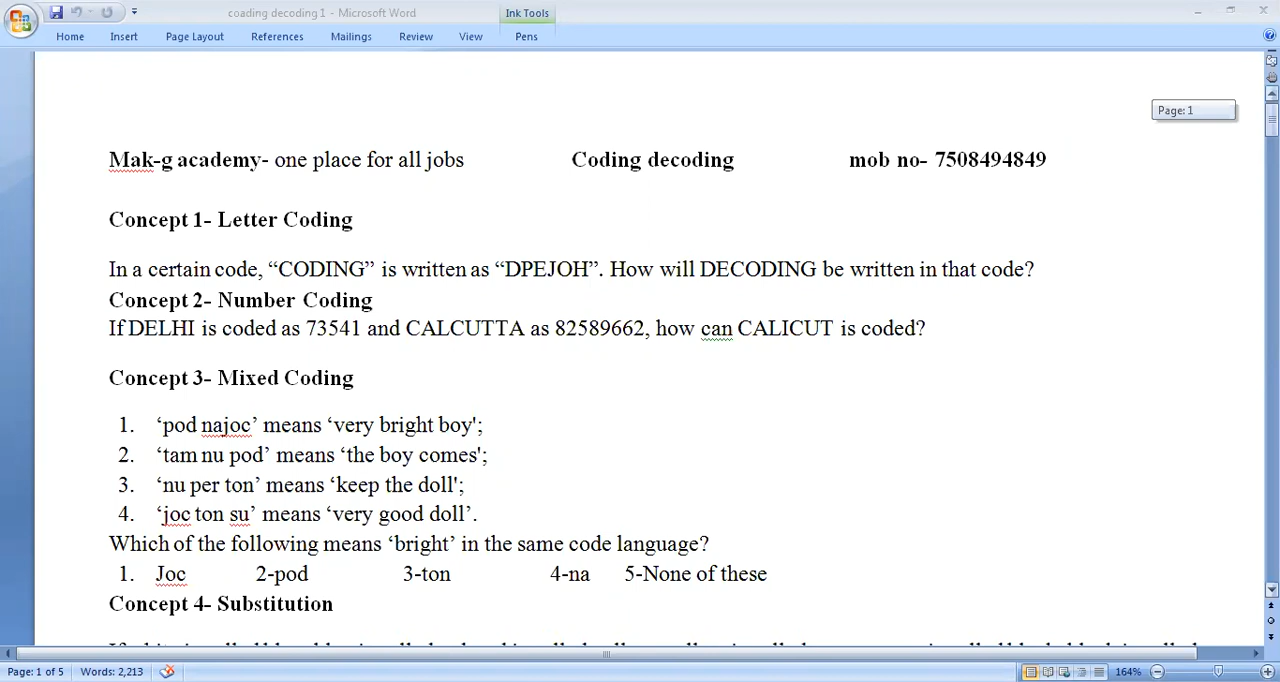 coading decoding 1 - Microsoft Word
Ink Tools
Home Insert Page Layout References Mailings Review View Pens
Page: 1
Mak-g academy- one place for all jobs Coding decoding mob no- 7508494849
Concept 1- Letter Coding
In a certain code, “CODING” is written as “DPEJOH”. How will DECODING be written in that code?
Concept 2- Number Coding
If DELHI is coded as 73541 and CALCUTTA as 82589662, how can CALICUT is coded?
Concept 3- Mixed Coding
1. ‘pod najoc’ means ‘very bright boy';
2. ‘tam nu pod’ means ‘the boy comes';
3. ‘nu per ton’ means ‘keep the doll';
4. ‘joc ton su’ means ‘very good doll’.
Which of the following means ‘bright’ in the same code language?
1. Joc 2-pod 3-ton 4-na 5-None of these
Concept 4- Substitution
Page: 1 of 5 Words: 2,213 164%